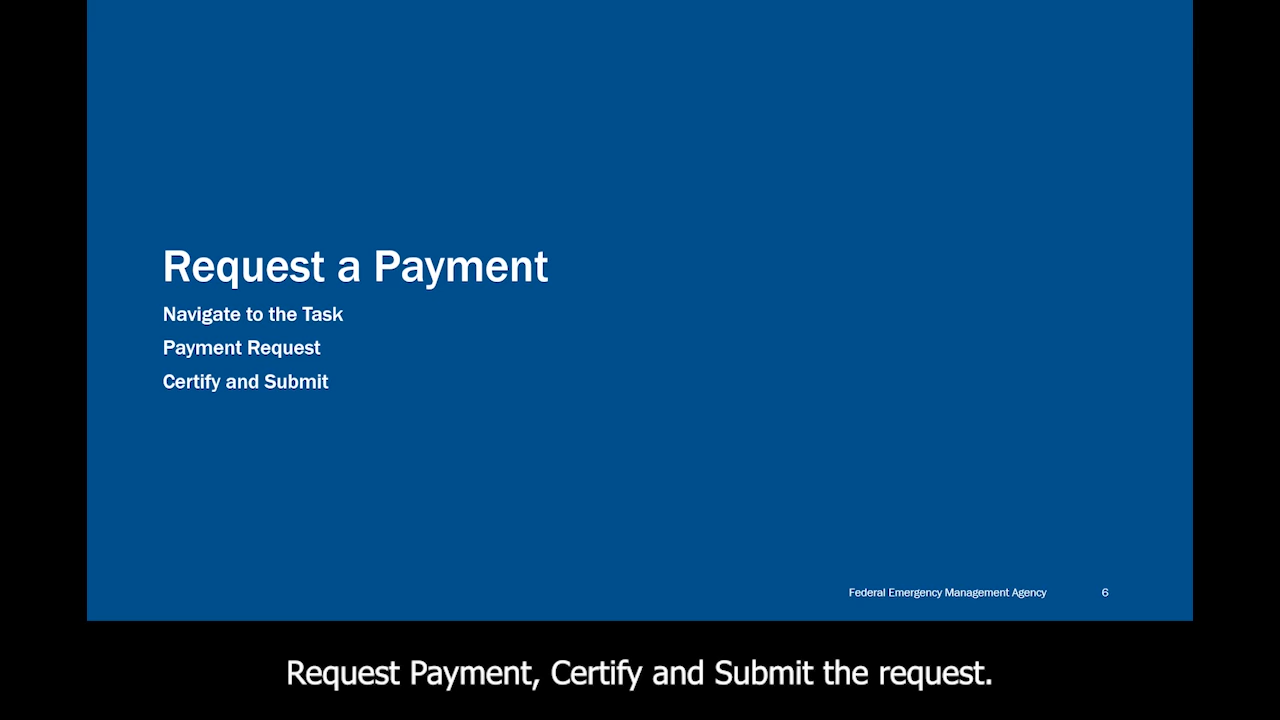 Request a Payment
Navigate to the Task
Payment Request
Certify and Submit
Federal Emergency Management Agency 6
Request Payment, Certify and Submit the request.